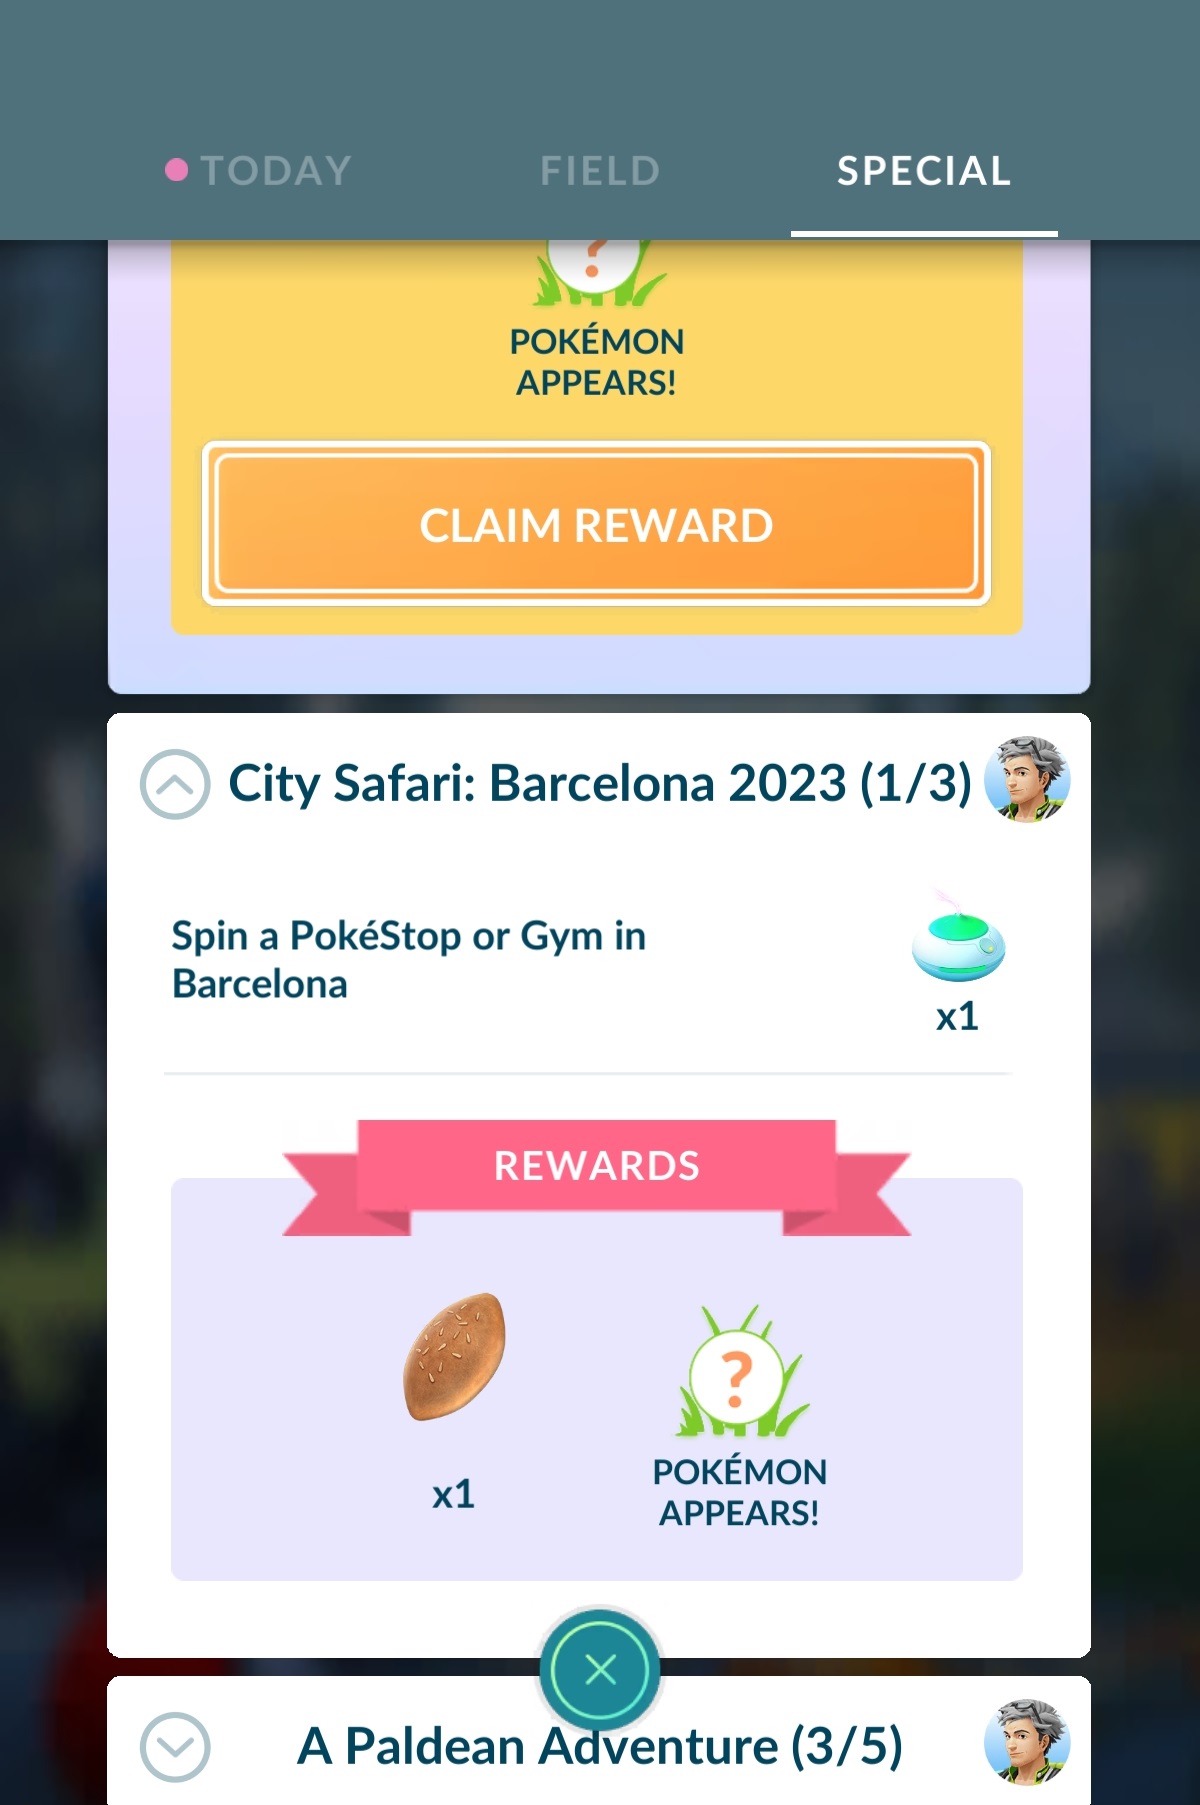 TODAY
FIELD
SPECIAL
?
POKÉMON
APPEARS!
CLAIM REWARD
City Safari: Barcelona 2023 (1/3)
Spin a PokéStop or Gym in
Barcelona
x1
REWARDS
?
x1
POKÉMON
APPEARS!
A Paldean Adventure (3/5)